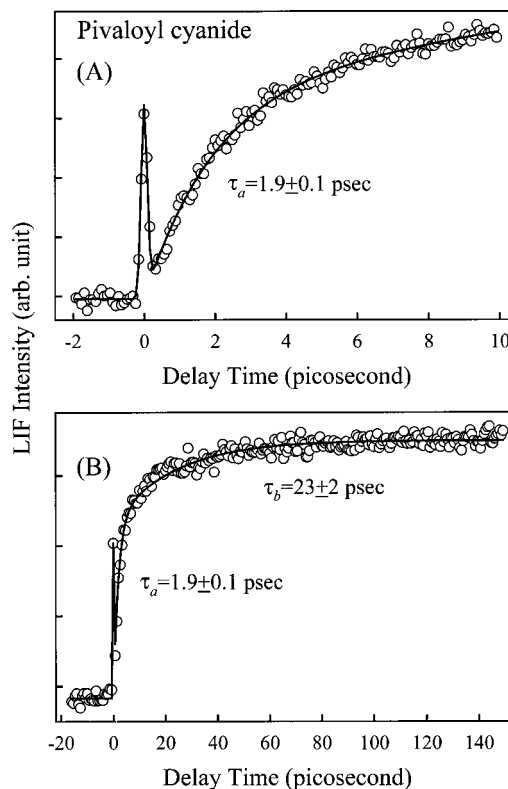 Pivaloyl cyanide
(A)
τa=1.9±0.1 psec
-2 0 2 4 6 8 10
Delay Time (picosecond)
LIF Intensity (arb. unit)
(B)
τb=23±2 psec
τa=1.9±0.1 psec
-20 0 20 40 60 80 100 120 140
Delay Time (picosecond)